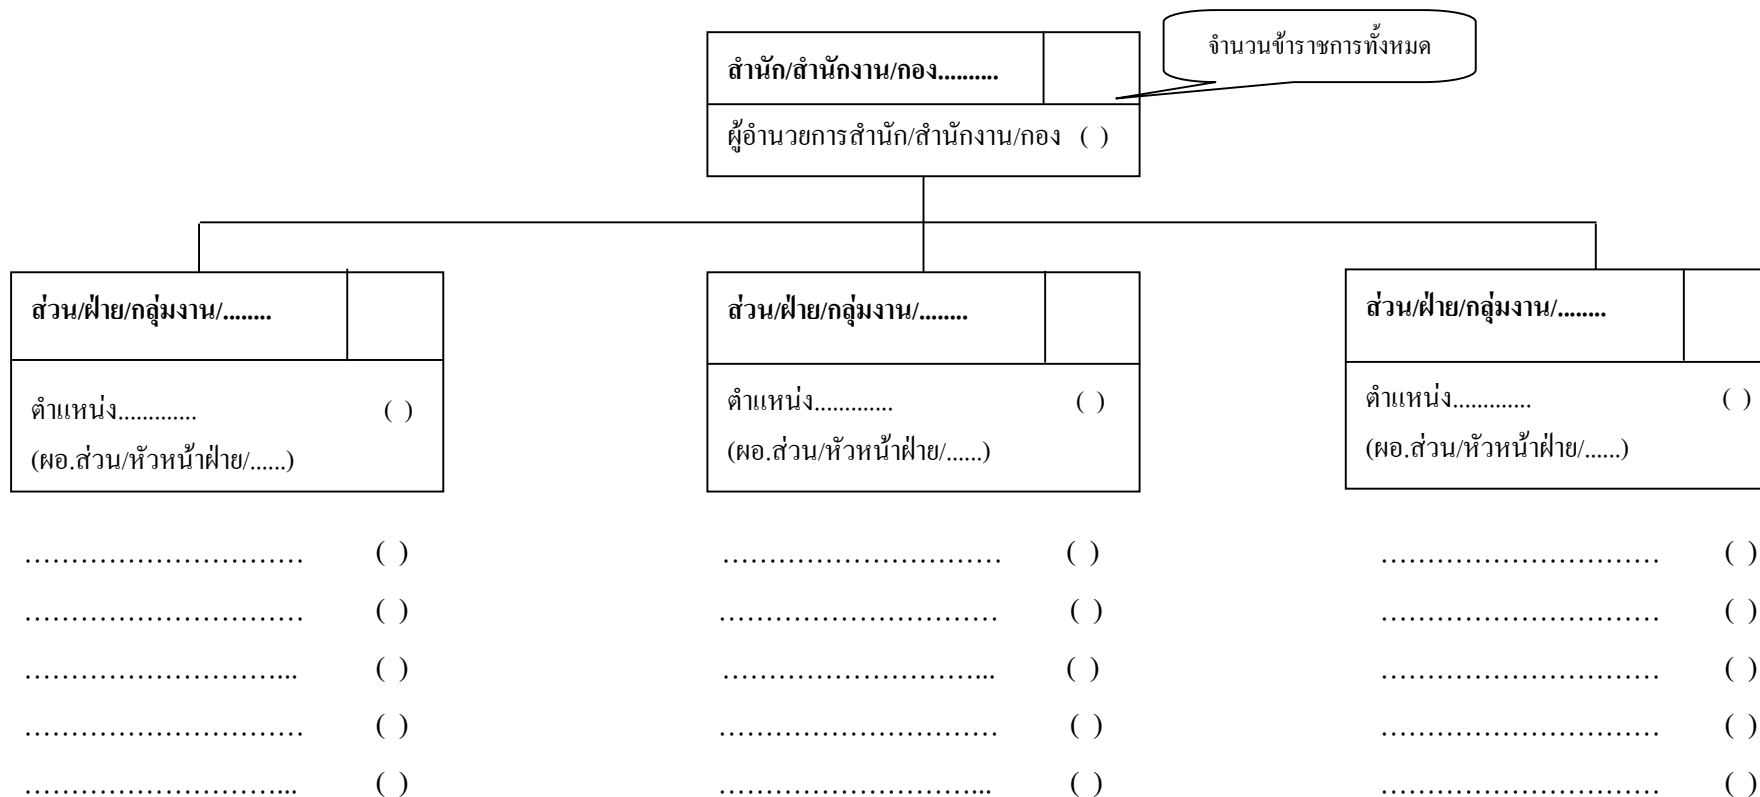 จำนวนข้าราชการทั้งหมด
สำนัก/สำนักงาน/กอง..........
ผู้อำนวยการสำนัก/สำนักงาน/กอง ( )
ส่วน/ฝ่าย/กลุ่มงาน/........
ตำแหน่ง............. ( )
(ผอ.ส่วน/หัวหน้าฝ่าย/......)
ส่วน/ฝ่าย/กลุ่มงาน/........
ตำแหน่ง............. ( )
(ผอ.ส่วน/หัวหน้าฝ่าย/......)
ส่วน/ฝ่าย/กลุ่มงาน/........
ตำแหน่ง............. ( )
(ผอ.ส่วน/หัวหน้าฝ่าย/......)
………………………… ( ) ………………………… ( ) ………………………… ( )
………………………… ( ) ………………………… ( ) ………………………… ( )
………………………... ( ) ………………………... ( ) ………………………… ( )
………………………… ( ) ………………………… ( ) ………………………… ( )
………………………... ( ) ………………………... ( ) ………………………… ( )